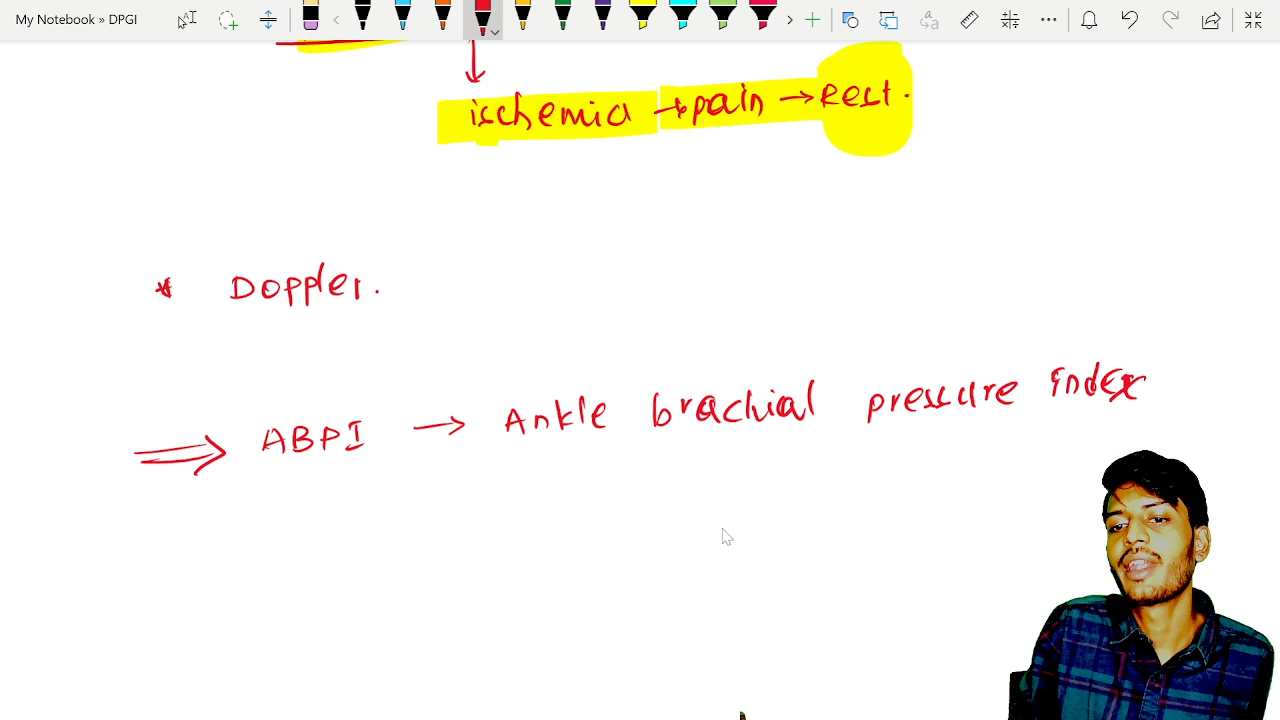 My Notebook » DPGI
ischemia → pain → Rest.
* Doppler.
⇒ ABPI → Ankle brachial pressure index